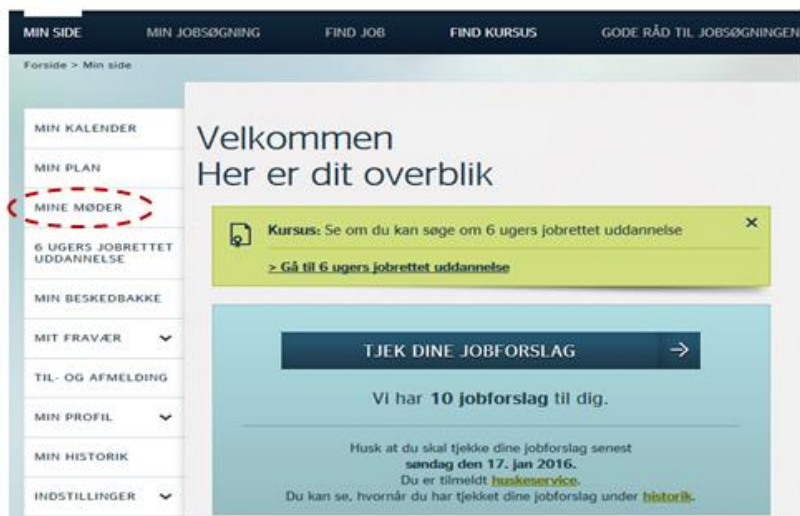 MIN SIDE MIN JOBSØGNING FIND JOB FIND KURSUS GODE RÅD TIL JOBSØGNINGEN
Forside > Min side
MIN KALENDER
MIN PLAN
MINE MØDER
6 UGERS JOBRETTET
UDDANNELSE
MIN BESKEDBAKKE
MIT FRAVÆR
TIL- OG AFMELDING
MIN PROFIL
MIN HISTORIK
INDSTILLINGER
Velkommen
Her er dit overblik
Kursus: Se om du kan søge om 6 ugers jobrettet uddannelse
> Gå til 6 ugers jobrettet uddannelse
TJEK DINE JOBFORSLAG
Vi har 10 jobforslag til dig.
Husk at du skal tjekke dine jobforslag senest
søndag den 17. jan 2016.
Du er tilmeldt huskeservice.
Du kan se, hvornår du har tjekket dine jobforslag under historik.